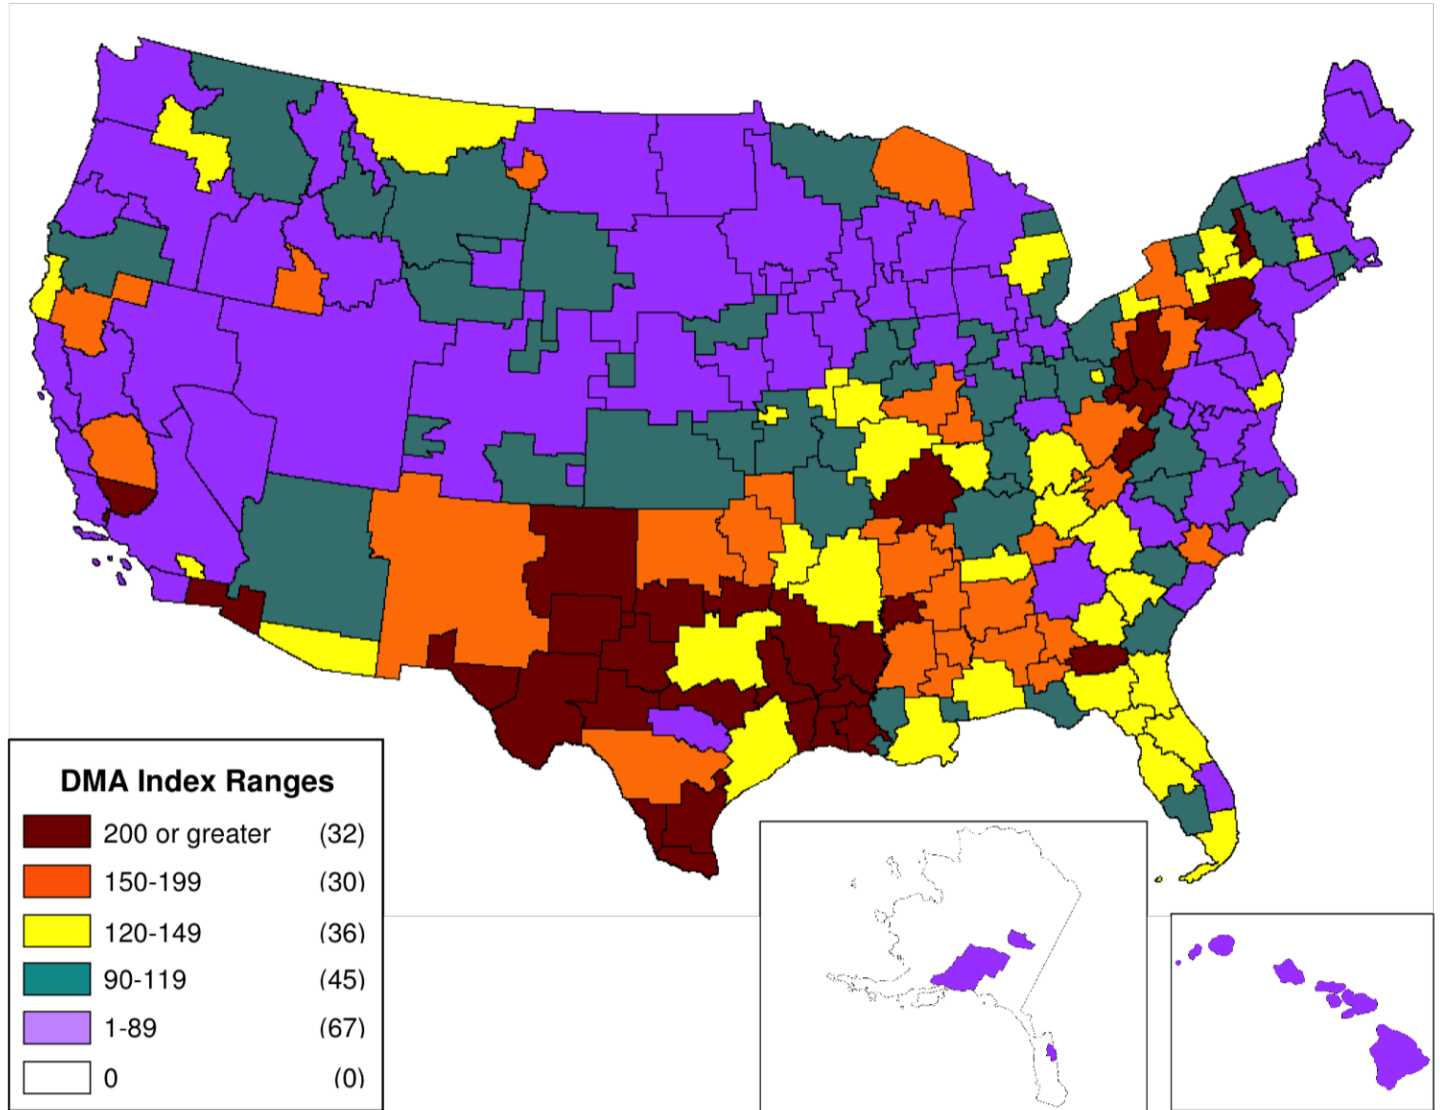 DMA Index Ranges
200 or greater (32)
150-199 (30)
120-149 (36)
90-119 (45)
1-89 (67)
0 (0)